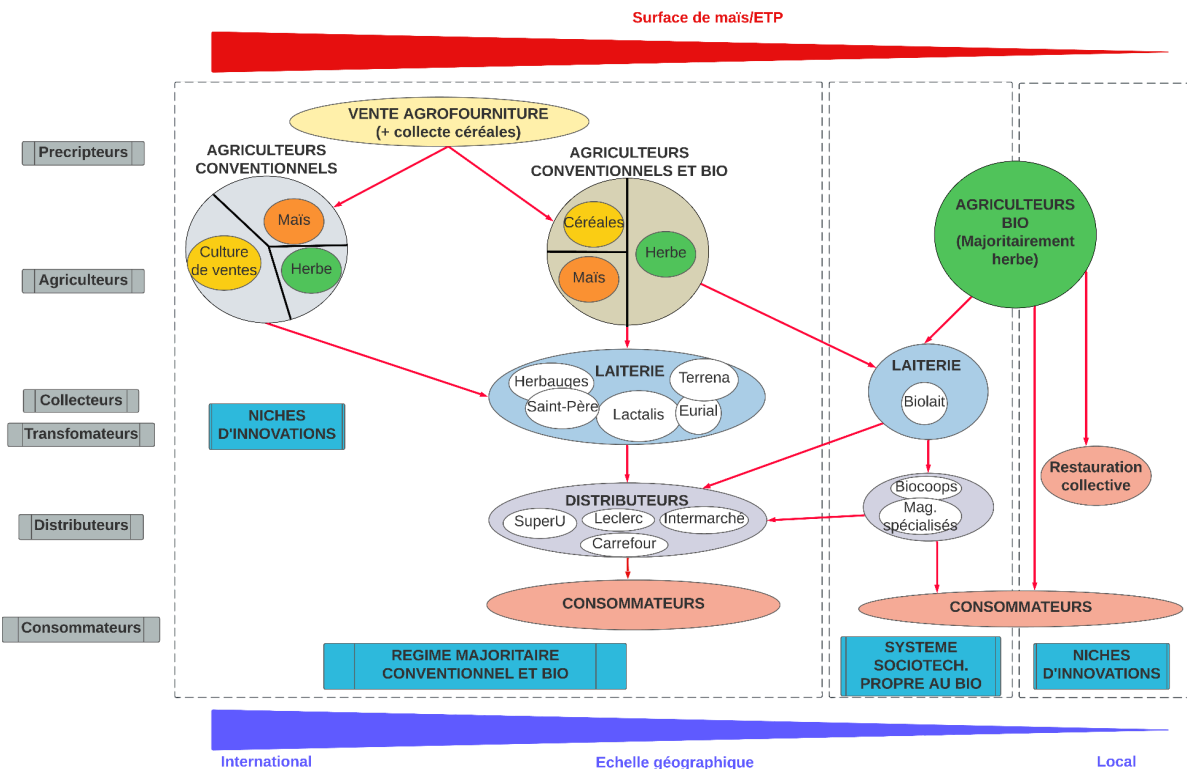 Surface de maïs/ETP
VENTE AGROFOURNITURE
(+ collecte céréales)
Precripteurs
AGRICULTEURS
CONVENTIONNELS
AGRICULTEURS
CONVENTIONNELS ET BIO
Maïs
Culture
de ventes
Herbe
Céréales
Maïs
Herbe
AGRICULTEURS
BIO
(Majoritairement
herbe)
Agriculteurs
LAITERIE
Herbauges
Saint-Père
Lactalis
Terrena
Eurial
LAITERIE
Biolait
Collecteurs
Transfomateurs
NICHES
D'INNOVATIONS
Restauration
collective
Distributeurs
DISTRIBUTEURS
SuperU
Leclerc
Intermarché
Carrefour
Biocoops
Mag.
spécialisés
Consommateurs
CONSOMMATEURS
CONSOMMATEURS
REGIME MAJORITAIRE
CONVENTIONNEL ET BIO
SYSTEME
SOCIOTECH.
PROPRE AU BIO
NICHES
D'INNOVATIONS
International
Echelle géographique
Local